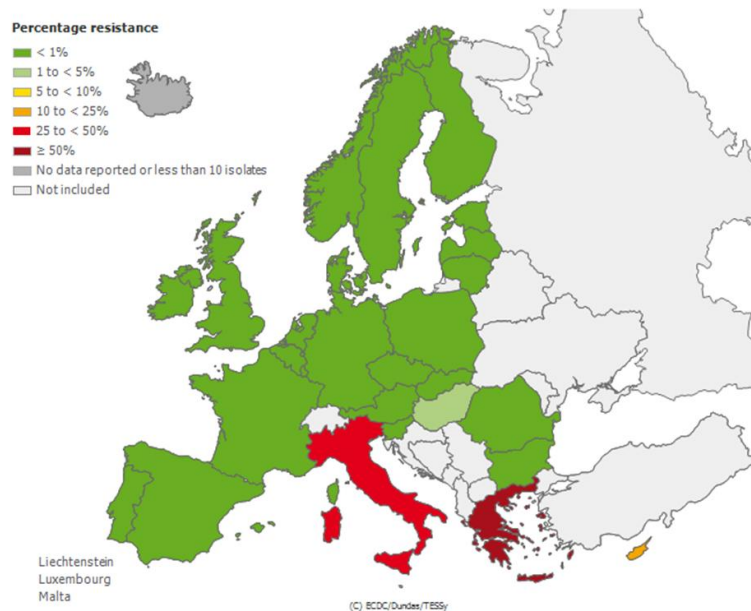 Percentage resistance
< 1%
1 to < 5%
5 to < 10%
10 to < 25%
25 to < 50%
≥ 50%
No data reported or less than 10 isolates
Not included
Liechtenstein
Luxembourg
Malta
(C) ECDC/Dundas/TESSy